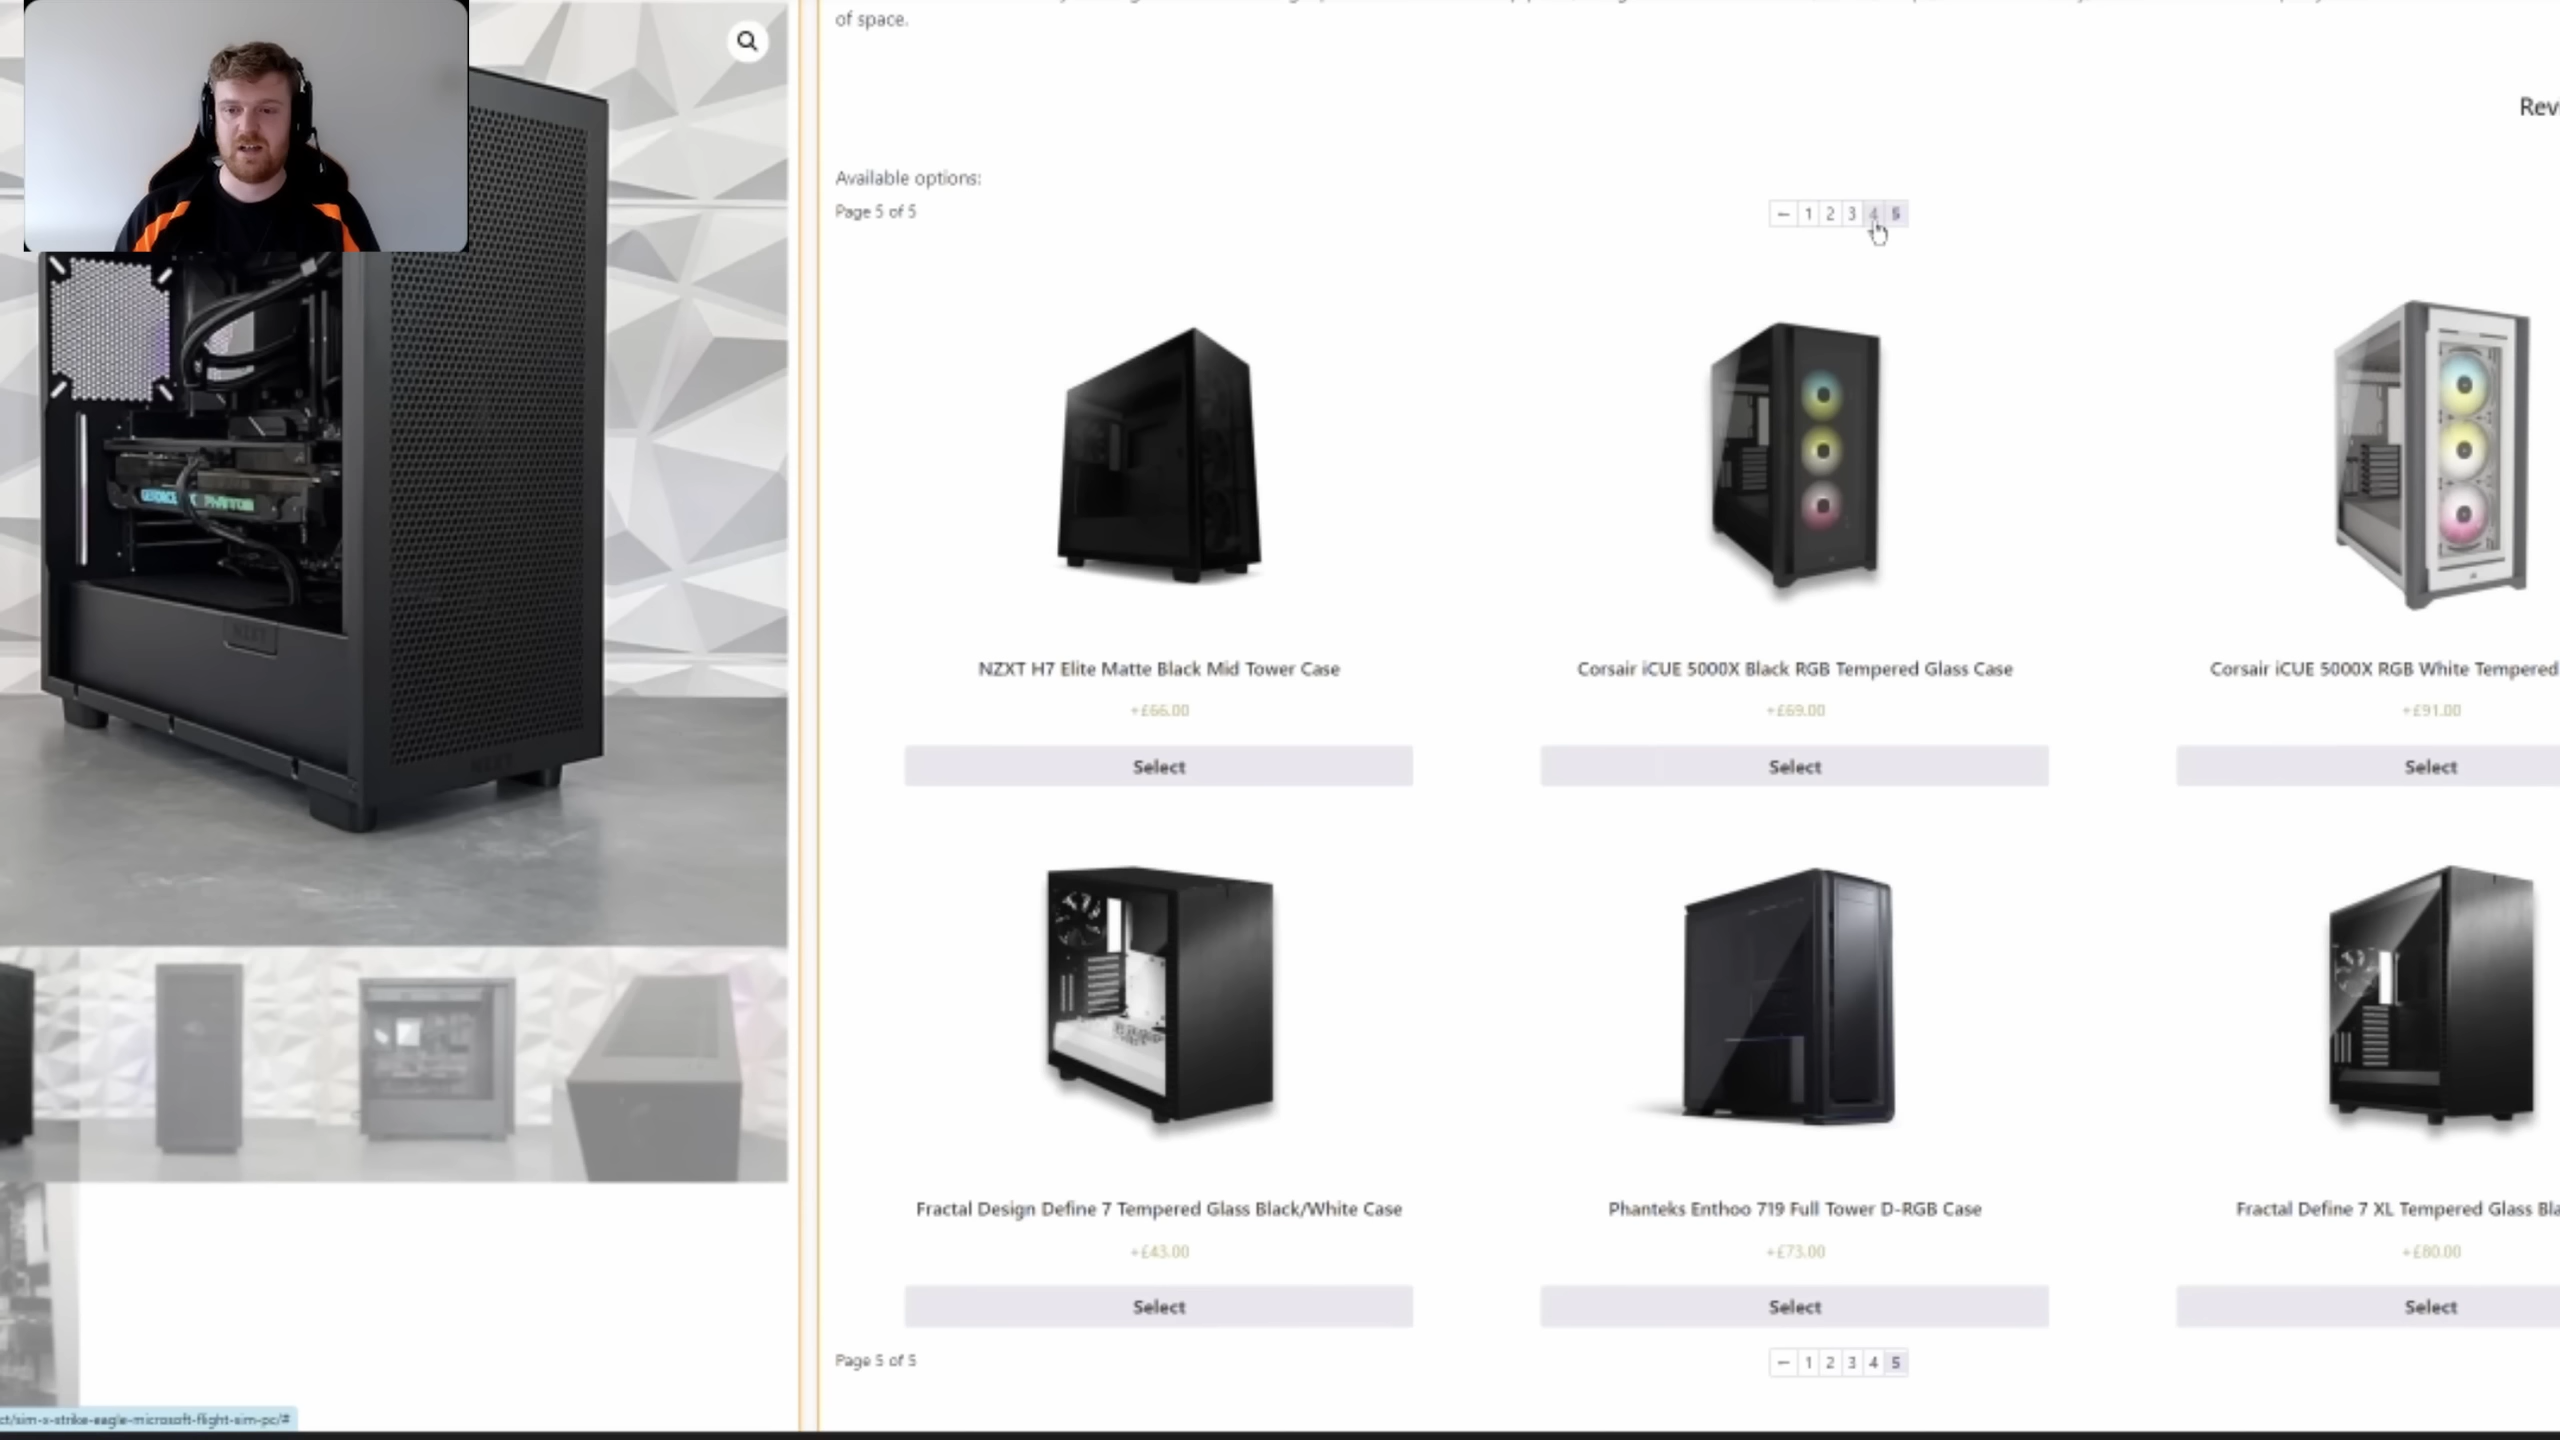 of space.
Rev
Available options:
Page 5 of 5
← 1 2 3 4 5
GEFORCE PHANTOM
NZXT
NZXT
NZXT H7 Elite Matte Black Mid Tower Case
+£66.00
Select
Corsair iCUE 5000X Black RGB Tempered Glass Case
+£69.00
Select
Corsair iCUE 5000X RGB White Tempered
+£91.00
Select
Fractal Design Define 7 Tempered Glass Black/White Case
+£43.00
Select
Phanteks Enthoo 719 Full Tower D-RGB Case
+£73.00
Select
Fractal Define 7 XL Tempered Glass Bla
+£80.00
Select
Page 5 of 5
← 1 2 3 4 5
ct/sim-s-strike-eagle-microsoft-flight-sim-pc/#